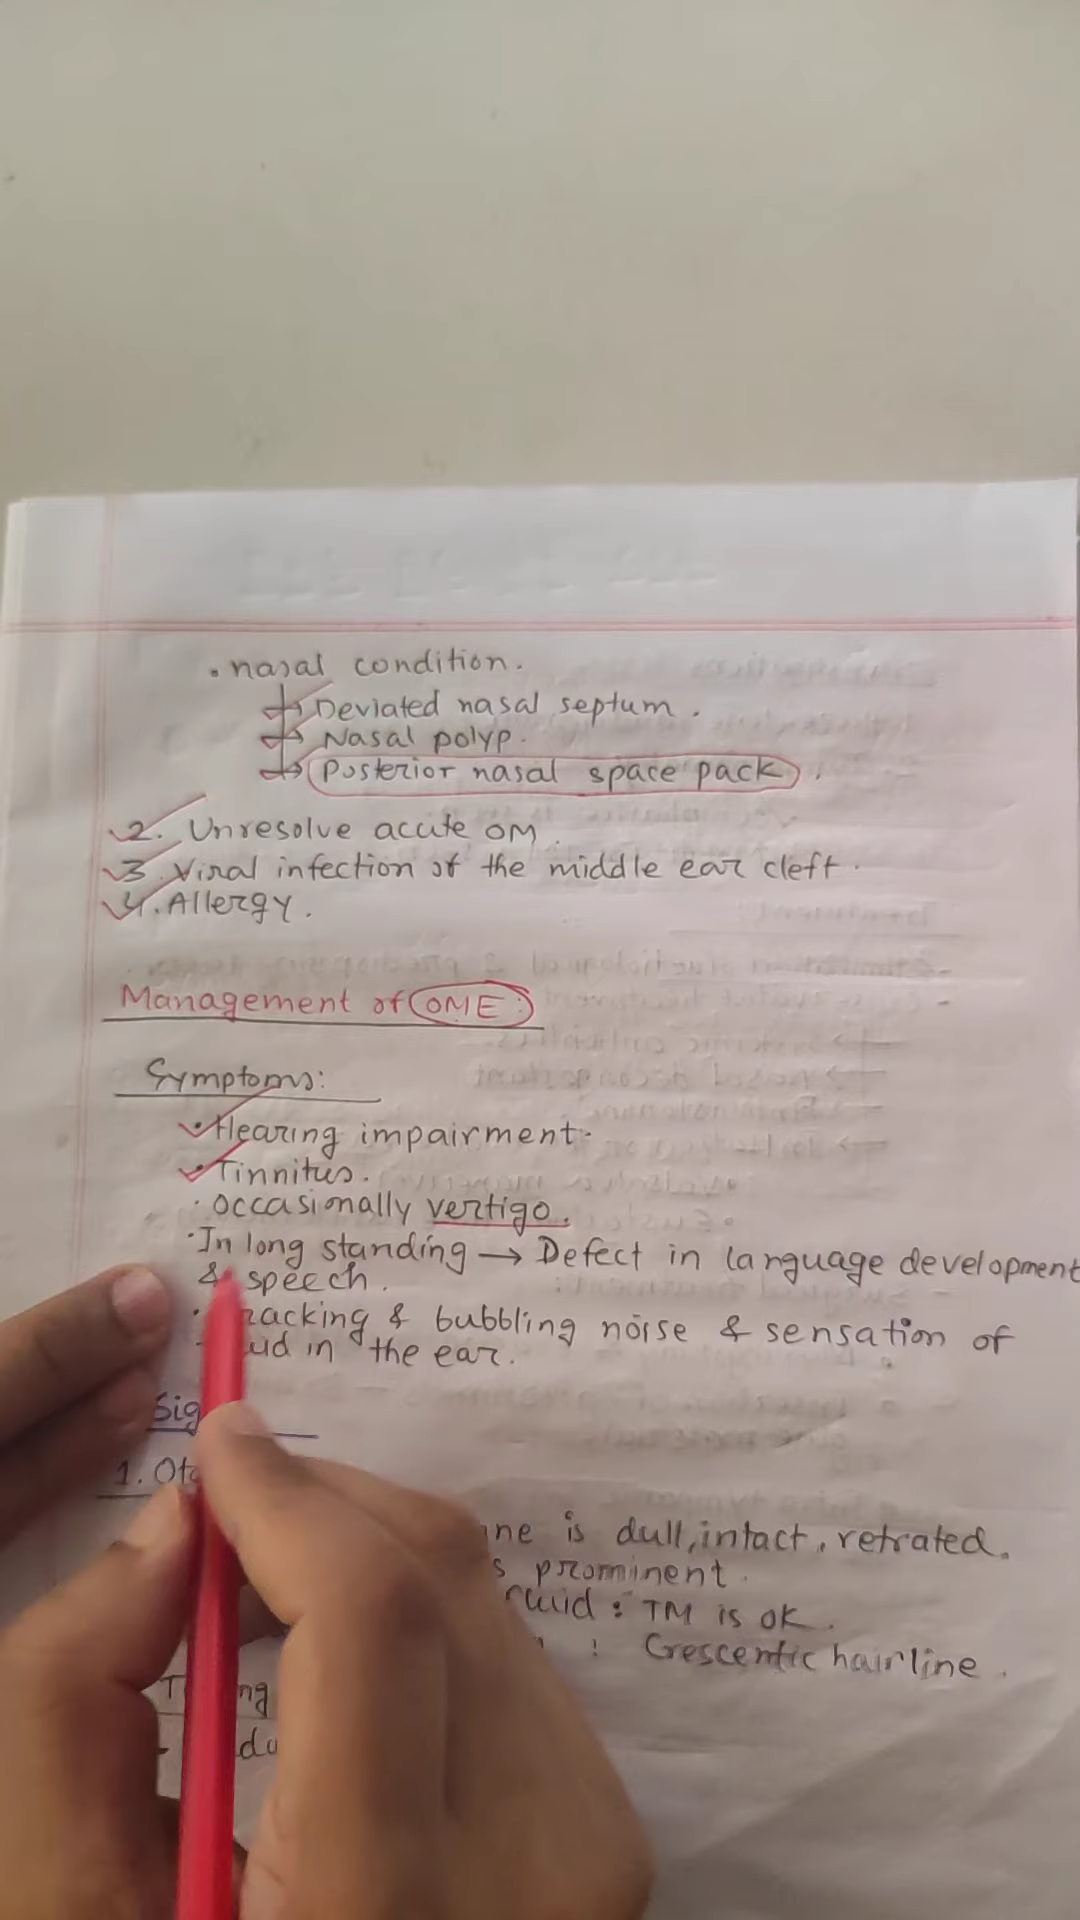 • nasal condition.
→ Deviated nasal septum.
→ Nasal polyp.
→ Posterior nasal space pack.
2. Unresolve acute OM.
3. Viral infection of the middle ear cleft.
4. Allergy.
Management of OME:
Symptoms:
• Hearing impairment.
• Tinnitus.
• Occasionally vertigo.
• In long standing → Defect in language development
& speech.
& bubbling noise & sensation of
in the ear.
1.
is dull, intact, retrated.
prominent.
: TM is OK.
: Crescentic hairline.